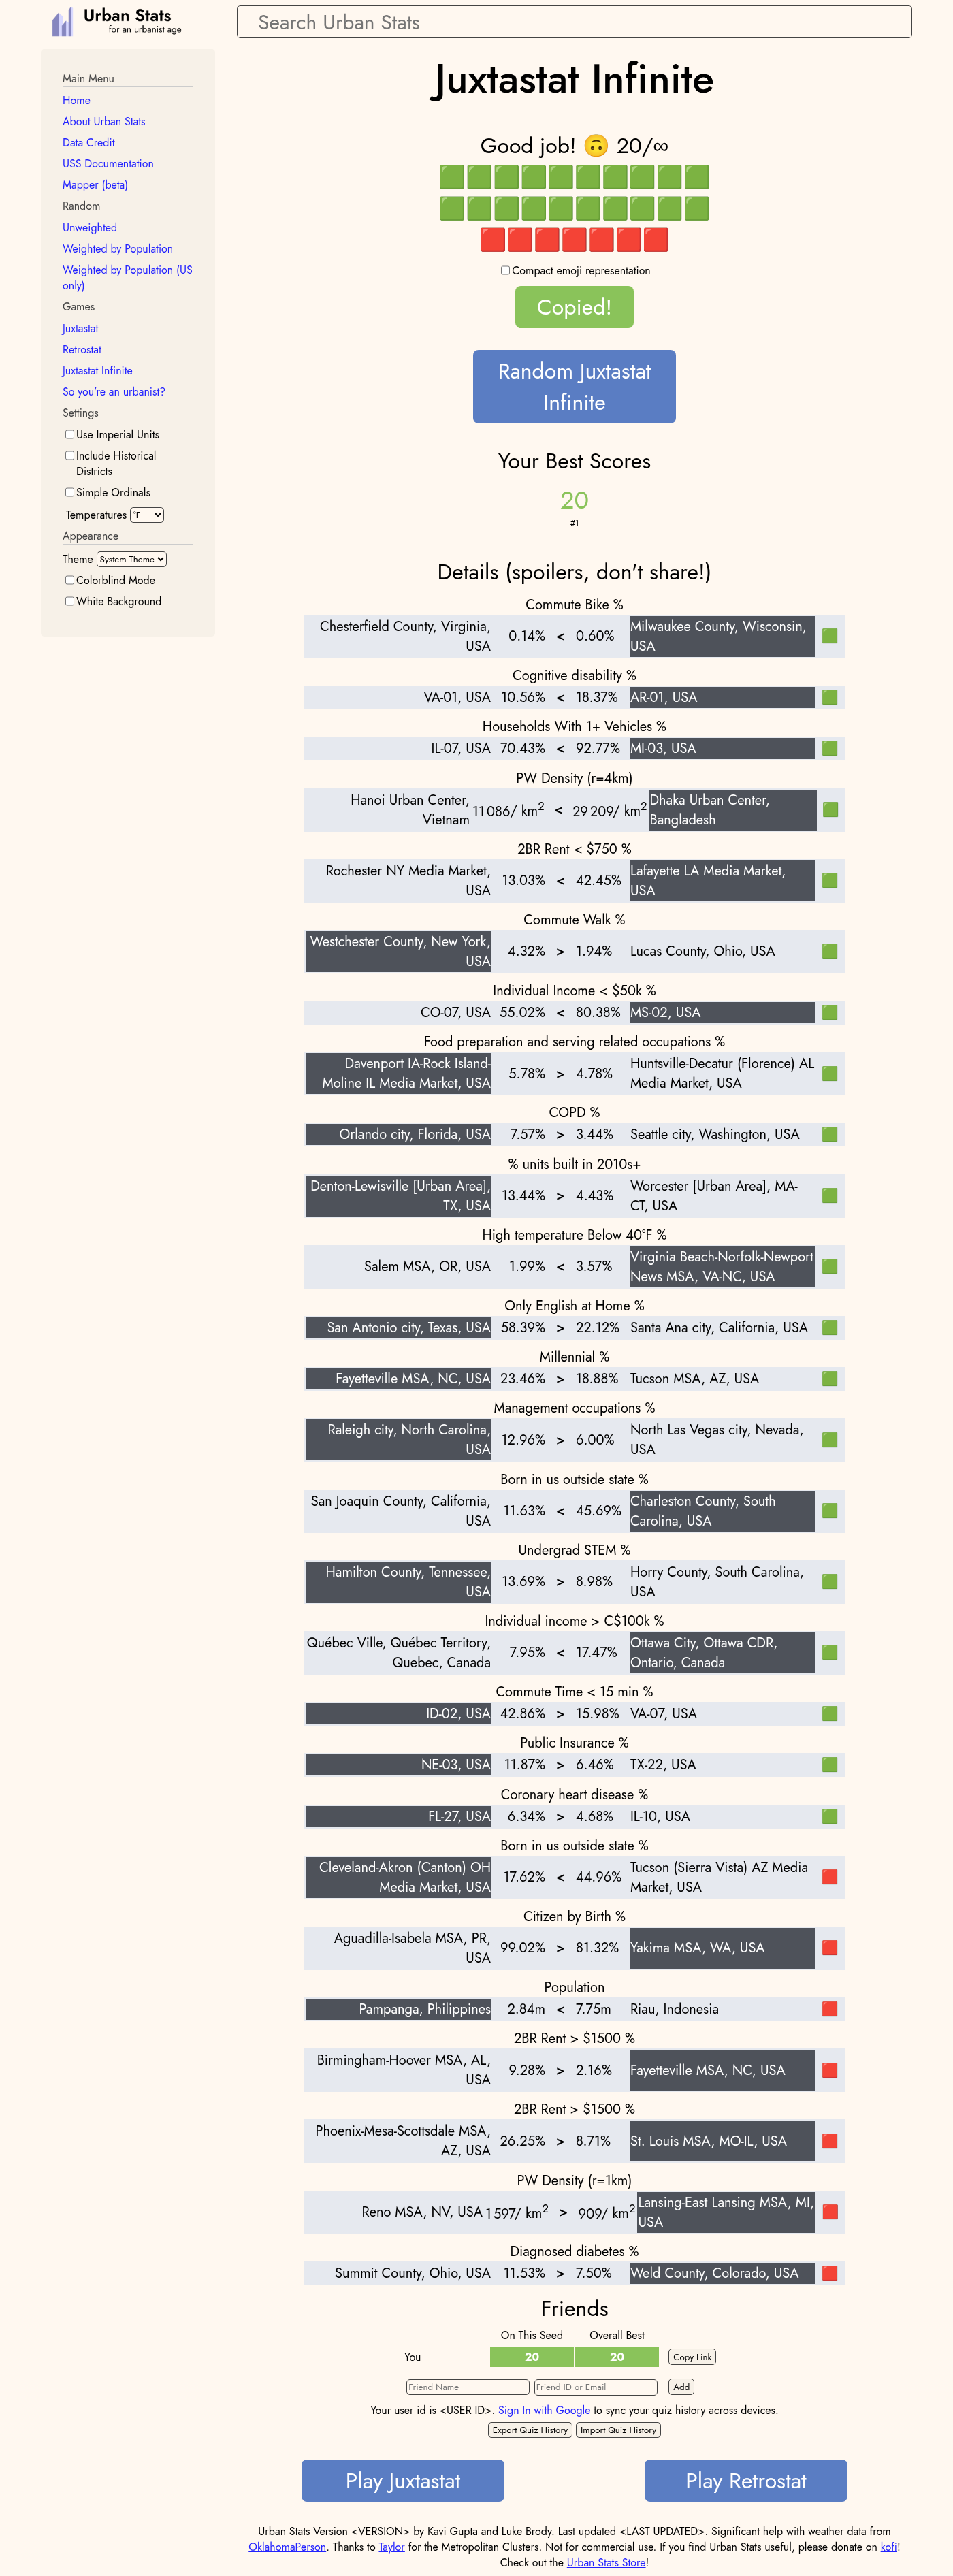 Urban Stats
for an urbanist age
Search Urban Stats
Main Menu
Home
About Urban Stats
Data Credit
USS Documentation
Mapper (beta)
Random
Unweighted
Weighted by Population
Weighted by Population (US
only)
Games
Juxtastat
Retrostat
Juxtastat Infinite
So you're an urbanist?
Settings
Use Imperial Units
Include Historical
Districts
Simple Ordinals
Temperatures °F
Appearance
Theme System Theme
Colorblind Mode
White Background
Juxtastat Infinite
Good job! 🙃 20/∞
Compact emoji representation
Copied!
Random Juxtastat
Infinite
Your Best Scores
20
#1
Details (spoilers, don't share!)
Commute Bike %
Chesterfield County, Virginia,
USA
0.14% < 0.60%
Milwaukee County, Wisconsin,
USA
Cognitive disability %
VA-01, USA 10.56% < 18.37% AR-01, USA
Households With 1+ Vehicles %
IL-07, USA 70.43% < 92.77% MI-03, USA
PW Density (r=4km)
Hanoi Urban Center,
Vietnam
11 086/ km2 < 29 209/ km2
Dhaka Urban Center,
Bangladesh
2BR Rent < $750 %
Rochester NY Media Market,
USA
13.03% < 42.45%
Lafayette LA Media Market,
USA
Commute Walk %
Westchester County, New York,
USA
4.32% > 1.94% Lucas County, Ohio, USA
Individual Income < $50k %
CO-07, USA 55.02% < 80.38% MS-02, USA
Food preparation and serving related occupations %
Davenport IA-Rock Island-
Moline IL Media Market, USA
5.78% > 4.78%
Huntsville-Decatur (Florence) AL
Media Market, USA
COPD %
Orlando city, Florida, USA 7.57% > 3.44% Seattle city, Washington, USA
% units built in 2010s+
Denton-Lewisville [Urban Area],
TX, USA
13.44% > 4.43%
Worcester [Urban Area], MA-
CT, USA
High temperature Below 40°F %
Salem MSA, OR, USA 1.99% < 3.57%
Virginia Beach-Norfolk-Newport
News MSA, VA-NC, USA
Only English at Home %
San Antonio city, Texas, USA 58.39% > 22.12% Santa Ana city, California, USA
Millennial %
Fayetteville MSA, NC, USA 23.46% > 18.88% Tucson MSA, AZ, USA
Management occupations %
Raleigh city, North Carolina,
USA
12.96% > 6.00%
North Las Vegas city, Nevada,
USA
Born in us outside state %
San Joaquin County, California,
USA
11.63% < 45.69%
Charleston County, South
Carolina, USA
Undergrad STEM %
Hamilton County, Tennessee,
USA
13.69% > 8.98%
Horry County, South Carolina,
USA
Individual income > C$100k %
Québec Ville, Québec Territory,
Quebec, Canada
7.95% < 17.47%
Ottawa City, Ottawa CDR,
Ontario, Canada
Commute Time < 15 min %
ID-02, USA 42.86% > 15.98% VA-07, USA
Public Insurance %
NE-03, USA 11.87% > 6.46% TX-22, USA
Coronary heart disease %
FL-27, USA 6.34% > 4.68% IL-10, USA
Born in us outside state %
Cleveland-Akron (Canton) OH
Media Market, USA
17.62% < 44.96%
Tucson (Sierra Vista) AZ Media
Market, USA
Citizen by Birth %
Aguadilla-Isabela MSA, PR,
USA
99.02% > 81.32% Yakima MSA, WA, USA
Population
Pampanga, Philippines 2.84m < 7.75m Riau, Indonesia
2BR Rent > $1500 %
Birmingham-Hoover MSA, AL,
USA
9.28% > 2.16% Fayetteville MSA, NC, USA
2BR Rent > $1500 %
Phoenix-Mesa-Scottsdale MSA,
AZ, USA
26.25% > 8.71% St. Louis MSA, MO-IL, USA
PW Density (r=1km)
Reno MSA, NV, USA 1 597/ km2 > 909/ km2
Lansing-East Lansing MSA, MI,
USA
Diagnosed diabetes %
Summit County, Ohio, USA 11.53% > 7.50% Weld County, Colorado, USA
Friends
On This Seed Overall Best
You 20 20 Copy Link
Friend Name Friend ID or Email Add
Your user id is <USER ID>. Sign In with Google to sync your quiz history across devices.
Export Quiz History Import Quiz History
Play Juxtastat Play Retrostat
Urban Stats Version <VERSION> by Kavi Gupta and Luke Brody. Last updated <LAST UPDATED>. Significant help with weather data from
OklahomaPerson. Thanks to Taylor for the Metropolitan Clusters. Not for commercial use. If you find Urban Stats useful, please donate on kofi!
Check out the Urban Stats Store!